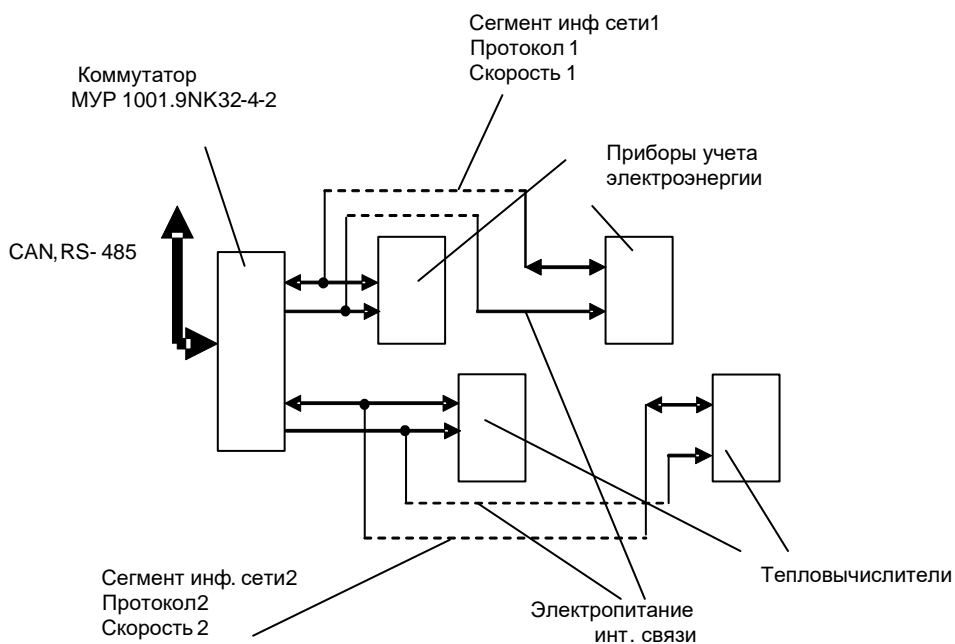 Сегмент инф. сети1
Протокол 1
Скорость 1
Коммутатор
МУР 1001.9NK32-4-2
Приборы учета
электроэнергии
CAN, RS- 485
Тепловычислители
Сегмент инф. сети2
Протокол2
Скорость 2
Электропитание
инт. связи